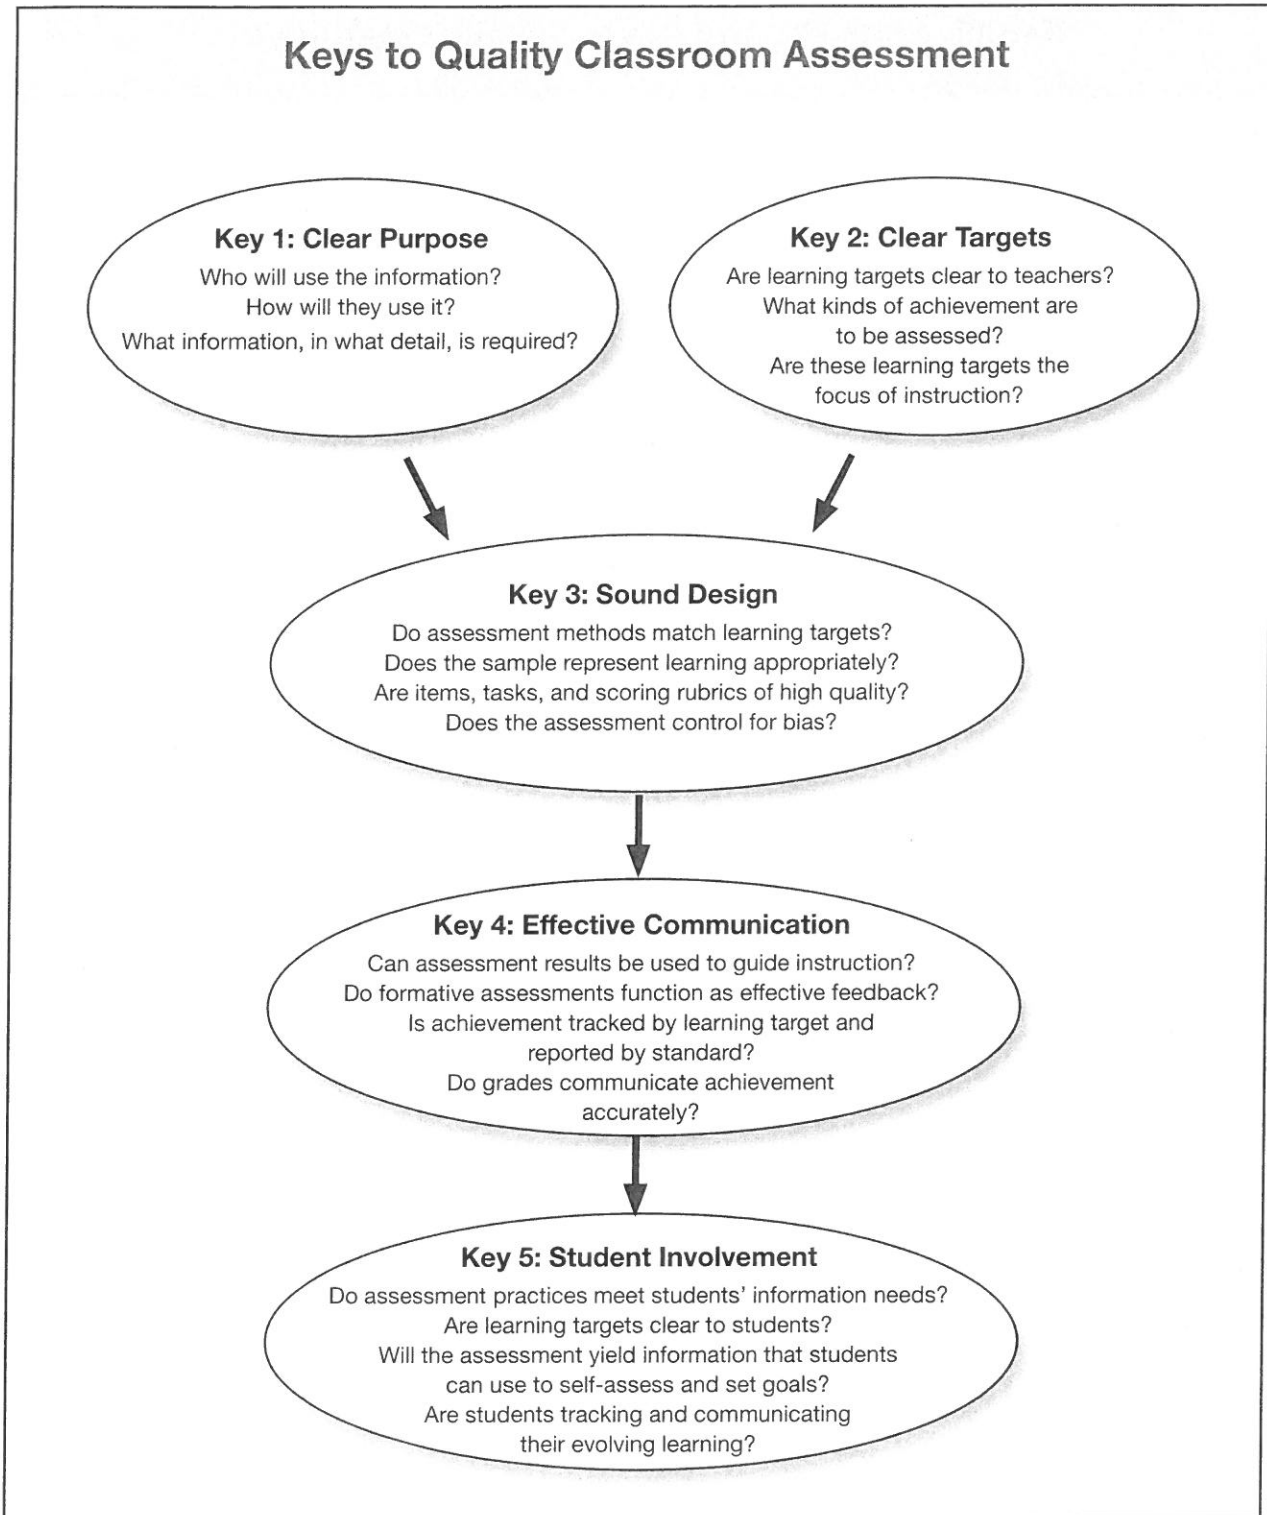 Keys to Quality Classroom Assessment
Key 1: Clear Purpose
Who will use the information?
How will they use it?
What information, in what detail, is required?
Key 2: Clear Targets
Are learning targets clear to teachers?
What kinds of achievement are
to be assessed?
Are these learning targets the
focus of instruction?
Key 3: Sound Design
Do assessment methods match learning targets?
Does the sample represent learning appropriately?
Are items, tasks, and scoring rubrics of high quality?
Does the assessment control for bias?
Key 4: Effective Communication
Can assessment results be used to guide instruction?
Do formative assessments function as effective feedback?
Is achievement tracked by learning target and
reported by standard?
Do grades communicate achievement
accurately?
Key 5: Student Involvement
Do assessment practices meet students’ information needs?
Are learning targets clear to students?
Will the assessment yield information that students
can use to self-assess and set goals?
Are students tracking and communicating
their evolving learning?